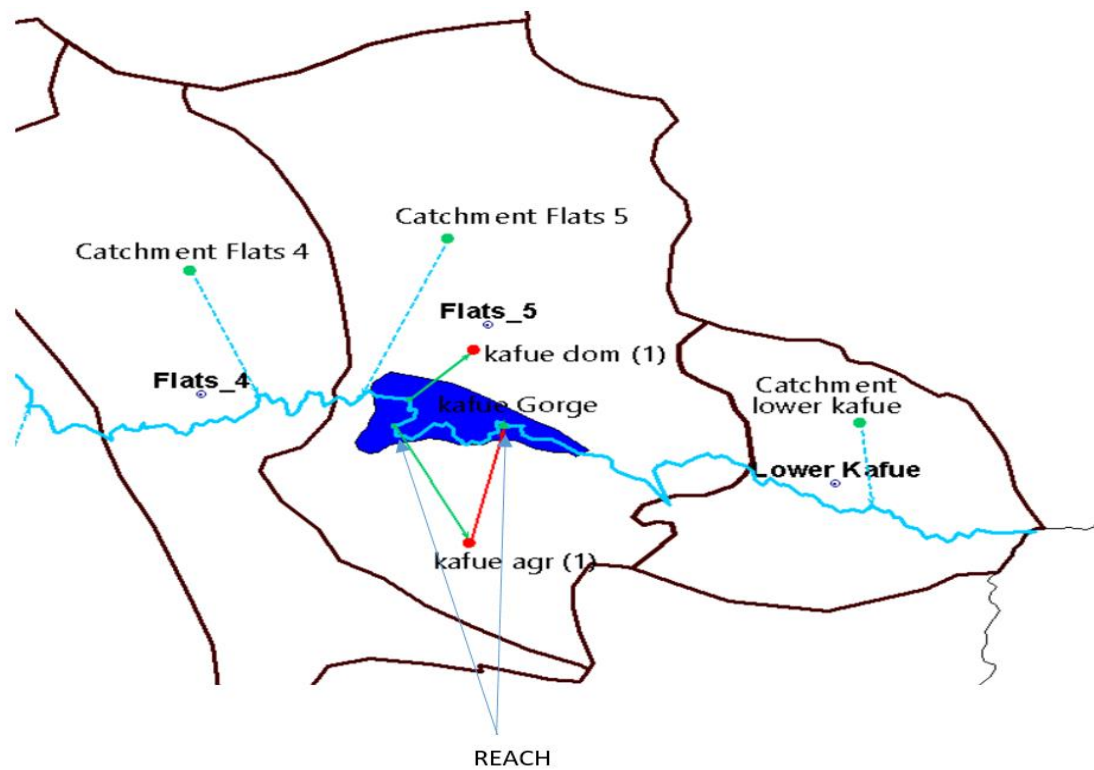 Catchment Flats 5
Catchment Flats 4
Flats_5
kafue dom (1)
Flats_4
kafue Gorge
Catchment
lower kafue
Lower Kafue
kafue agr (1)
REACH